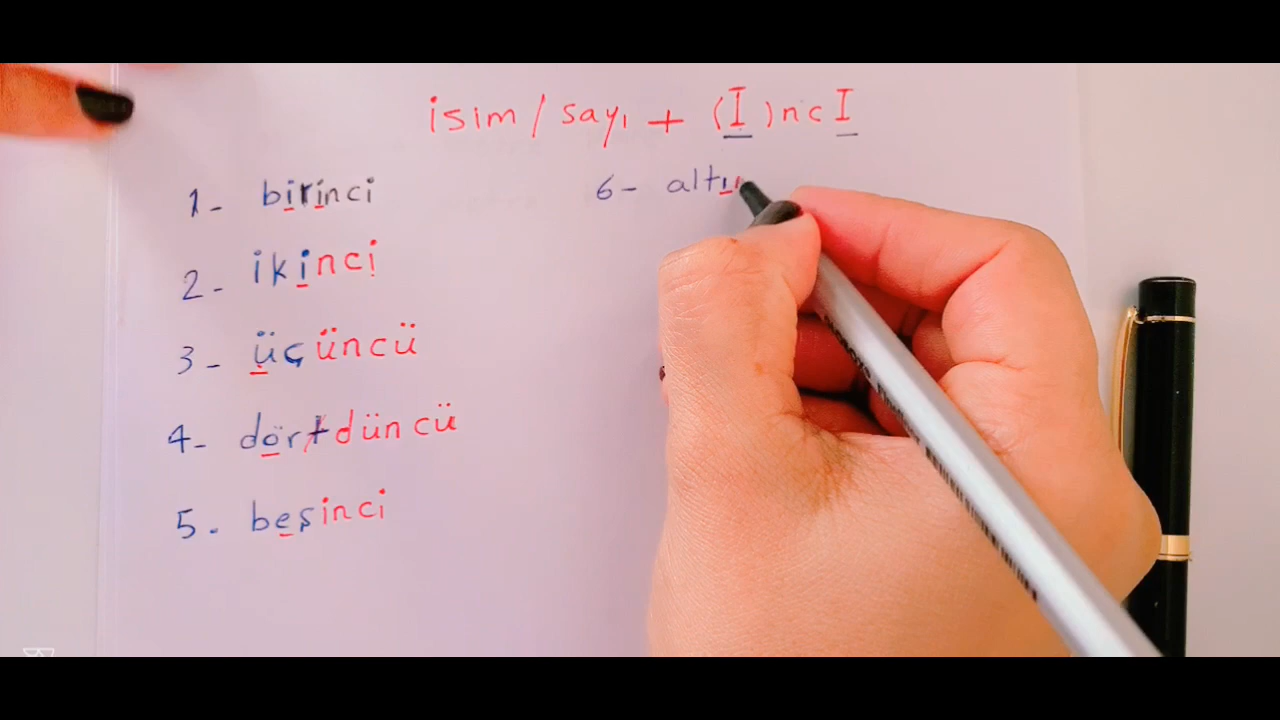 isim / sayı + (I)ncI
1- birinci
2- ikinci
3- üçüncü
4- dörtdüncü
5- beşinci
6- altı